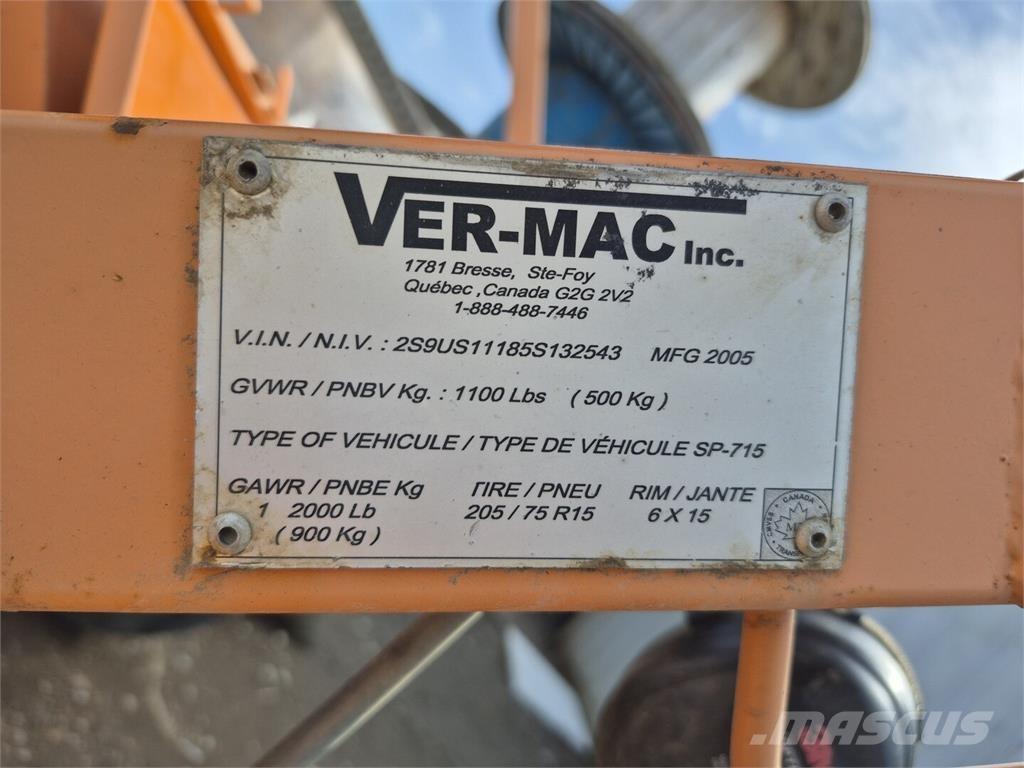 VER-MAC Inc.
1781 Bresse, Ste-Foy
Québec ,Canada G2G 2V2
1-888-488-7446
V.I.N. / N.I.V. : 2S9US11185S132543 MFG 2005
GVWR / PNBV Kg. : 1100 Lbs ( 500 Kg )
TYPE OF VEHICULE / TYPE DE VÉHICULE SP-715
GAWR / PNBE Kg TIRE / PNEU RIM / JANTE
1 2000 Lb 205 / 75 R15 6 X 15
( 900 Kg )
CANADA
MASCUS